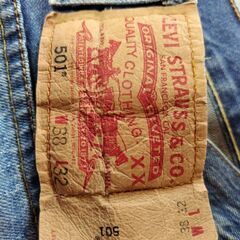 LEVI STRAUSS & CO.
SAN FRANCISCO
ORIGINAL RIVETED
QUALITY CLOTHING
XX
501
W 38 L 32
W L
38 32
501